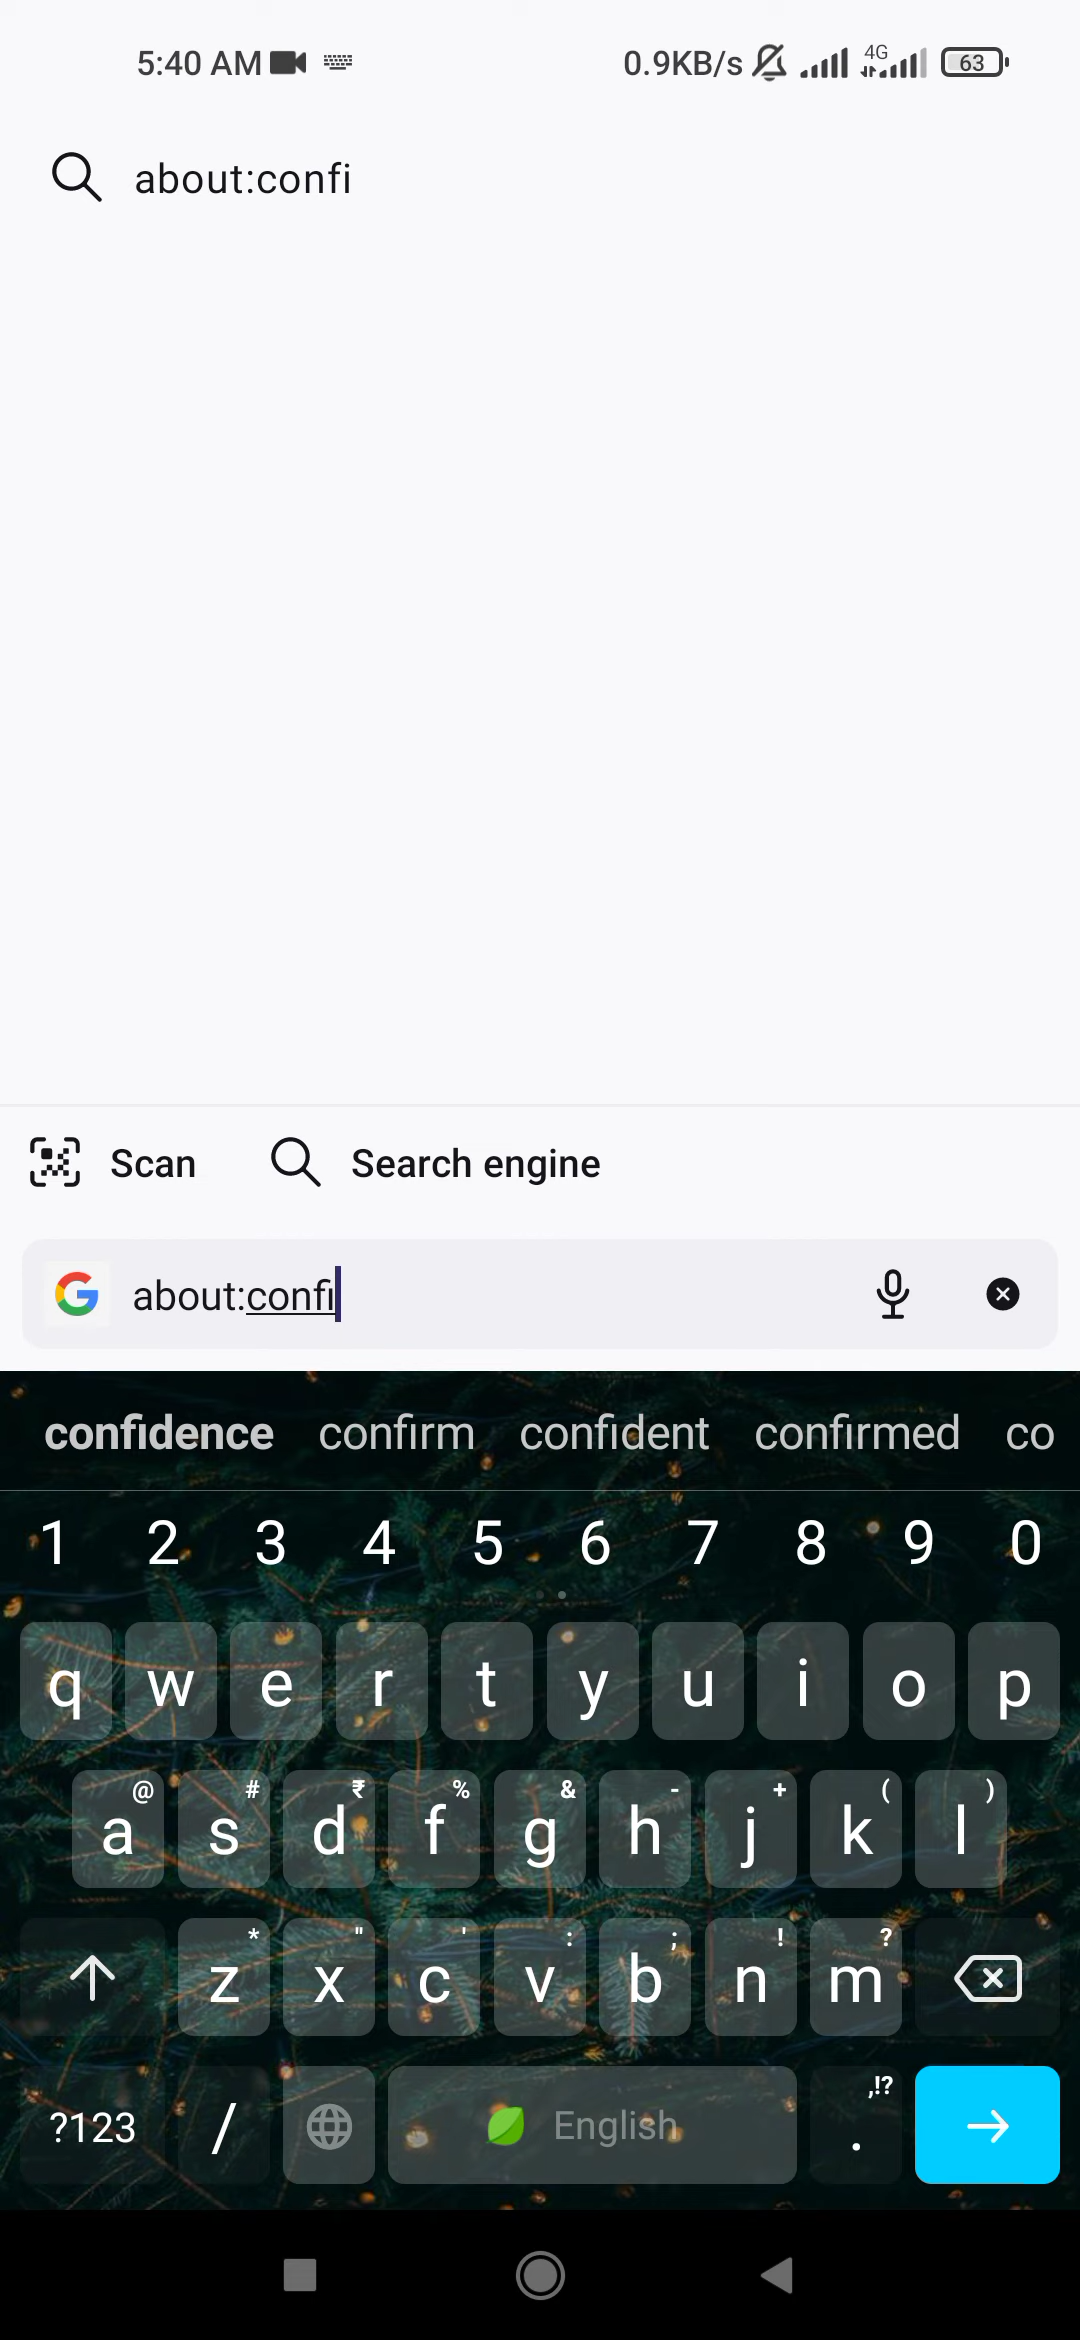 5:40 AM 0.9KB/s 4G 63
about:confi
Scan Search engine
about:confi
confidence confirm confident confirmed co
1 2 3 4 5 6 7 8 9 0
q w e r t y u i o p
@ # ₹ % & - + ( )
a s d f g h j k l
* " ' : ; ! ?
z x c v b n m
,!?
?123 / English .